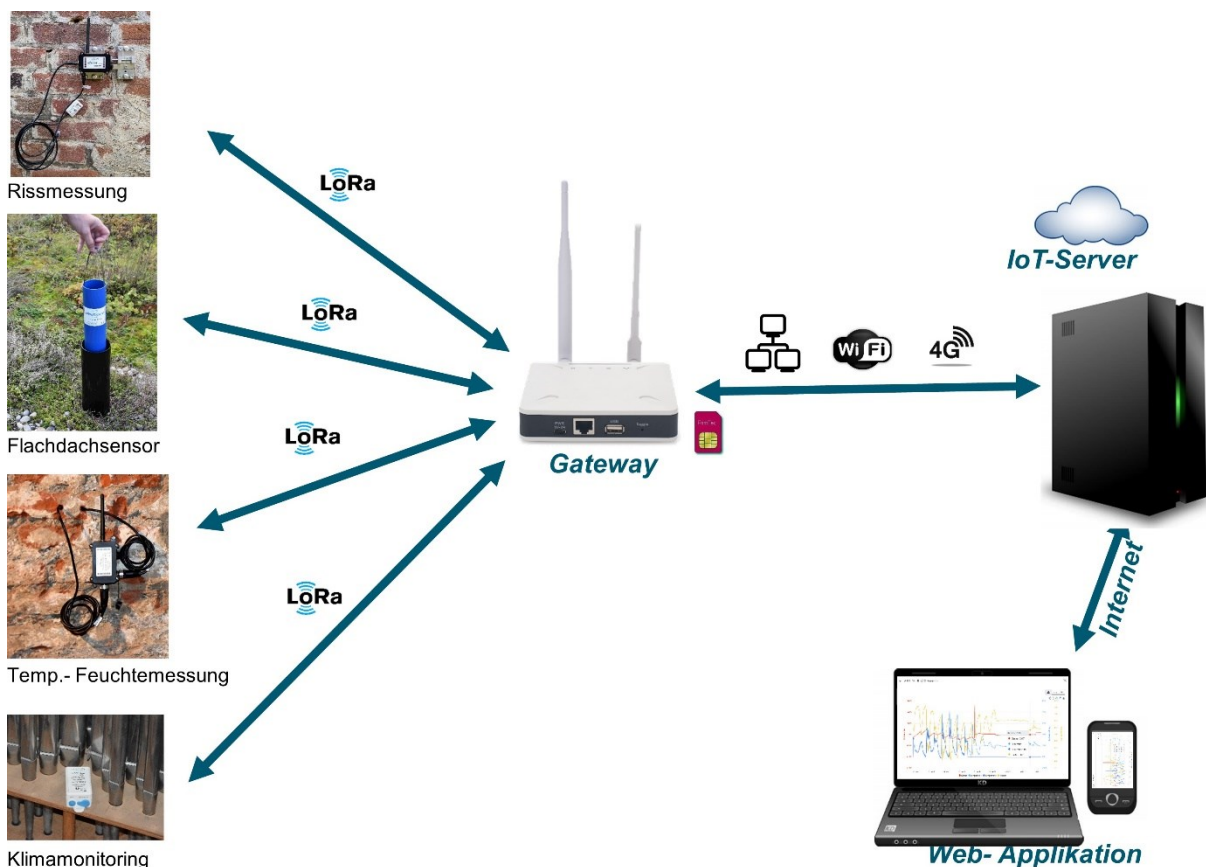 Rissmessung
LoRa
Flachdachsensor
LoRa
LoRa
Temp.- Feuchtemessung
LoRa
Klimamonitoring
Gateway
WiFi
4G
IoT-Server
Internet
Web- Applikation